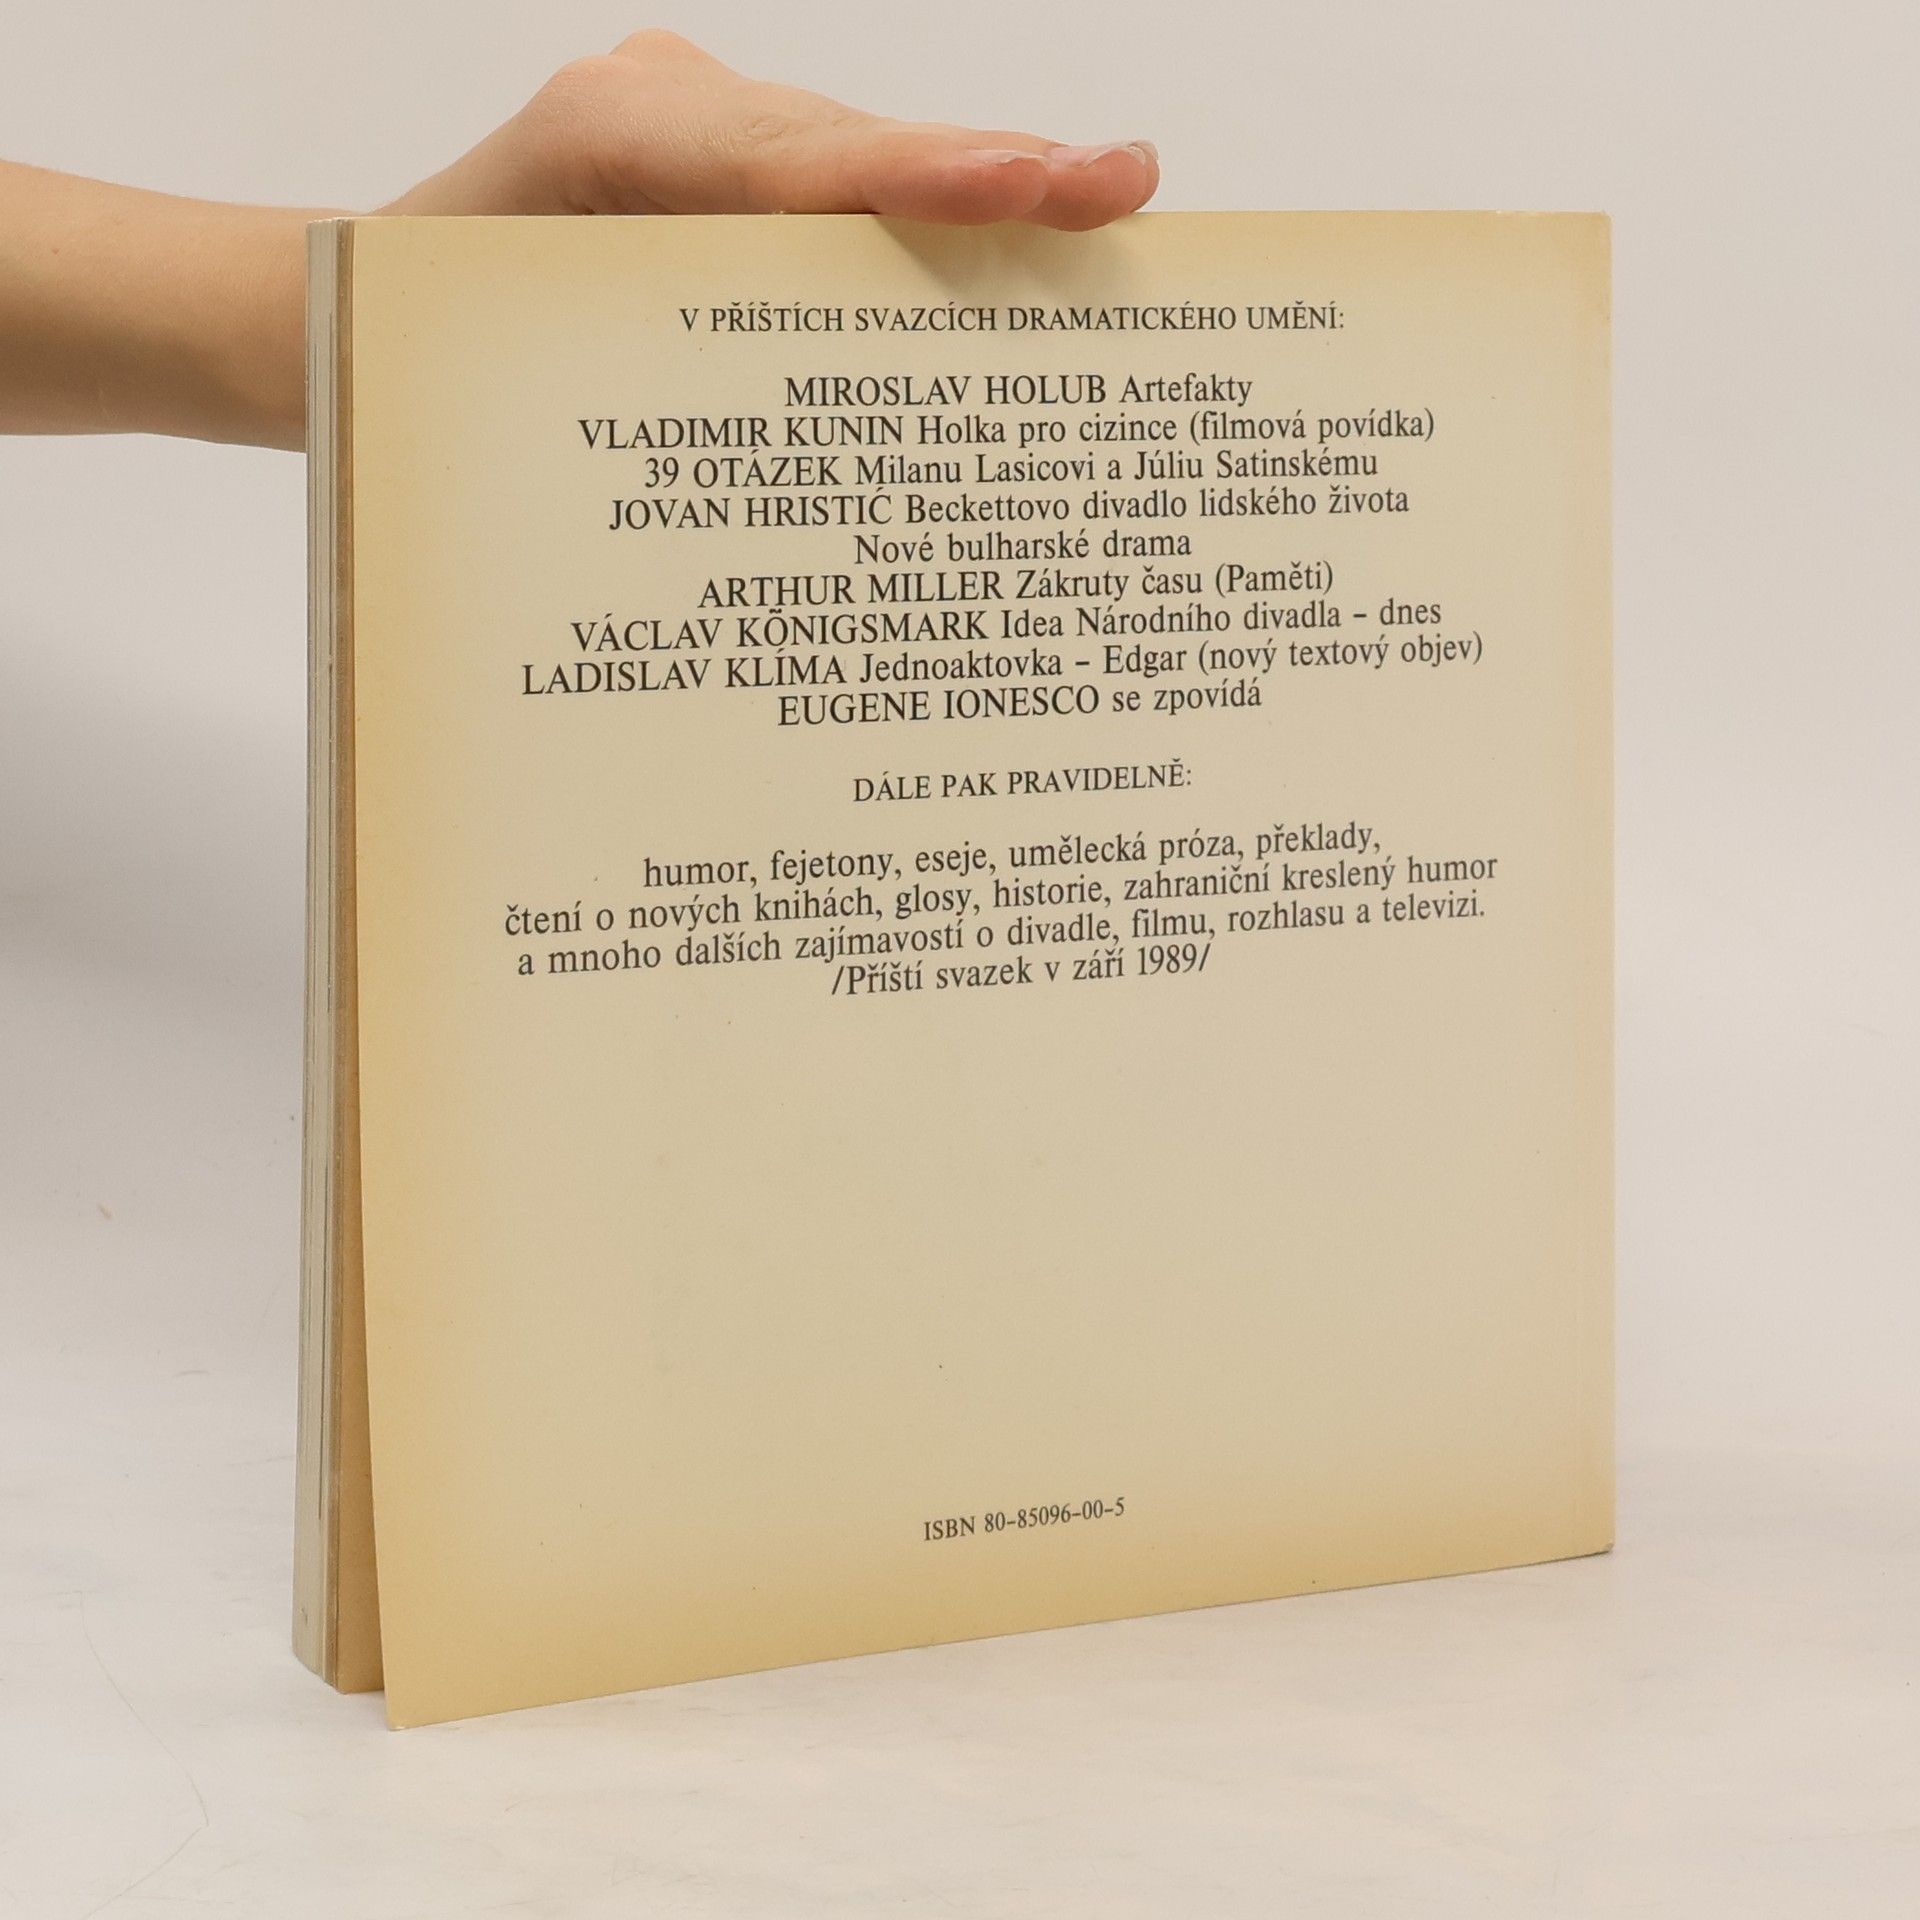 V PŘÍŠTÍCH SVAZCÍCH DRAMATICKÉHO UMĚNÍ:
MIROSLAV HOLUB Artefakty
VLADIMIR KUNIN Holka pro cizince (filmová povídka)
39 OTÁZEK Milanu Lasicovi a Júliu Satinskému
JOVAN HRISTIĆ Beckettovo divadlo lidského života
Nové bulharské drama
ARTHUR MILLER Zákruty času (Paměti)
VÁCLAV KÖNIGSMARK Idea Národního divadla – dnes
LADISLAV KLÍMA Jednoaktovka – Edgar (nový textový objev)
EUGENE IONESCO se zpovídá
DÁLE PAK PRAVIDELNĚ:
humor, fejetony, eseje, umělecká próza, překlady,
čtení o nových knihách, glosy, historie, zahraniční kreslený humor
a mnoho dalších zajímavostí o divadle, filmu, rozhlasu a televizi.
/Příští svazek v září 1989/
ISBN 80-85096-00-5